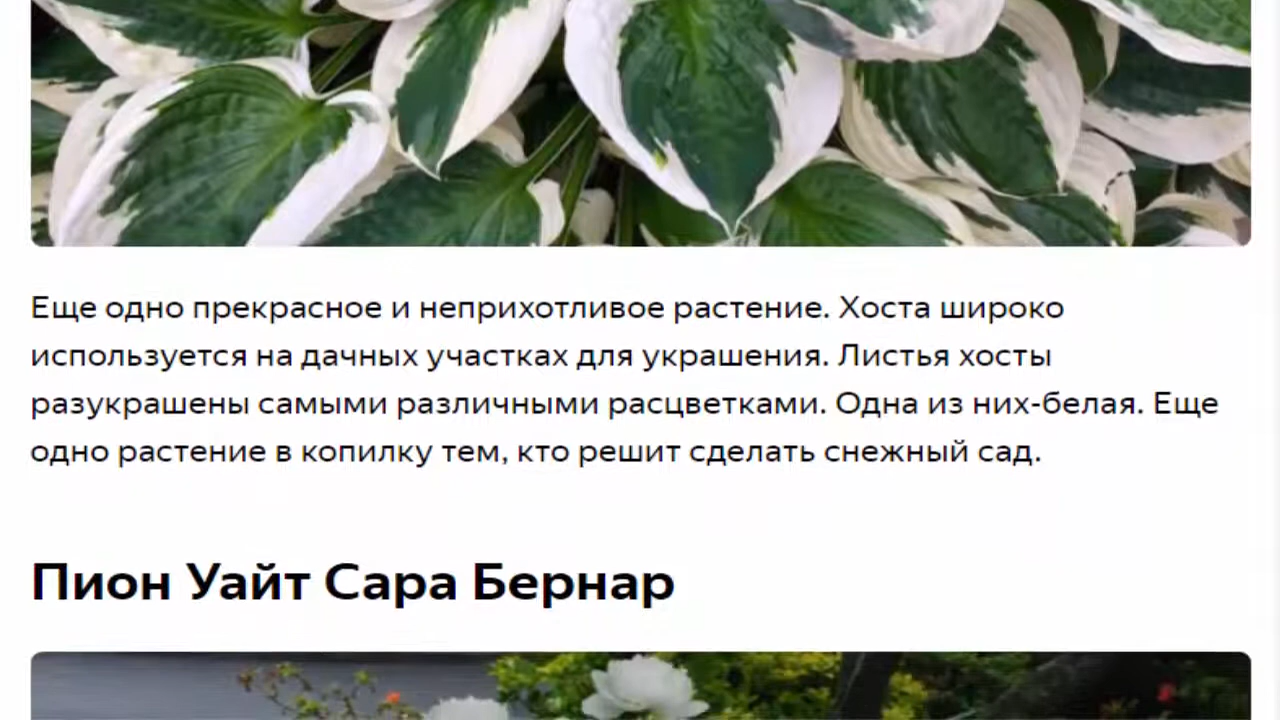 Еще одно прекрасное и неприхотливое растение. Хоста широко
используется на дачных участках для украшения. Листья хосты
разукрашены самыми различными расцветками. Одна из них-белая. Еще
одно растение в копилку тем, кто решит сделать снежный сад.
Пион Уайт Сара Бернар